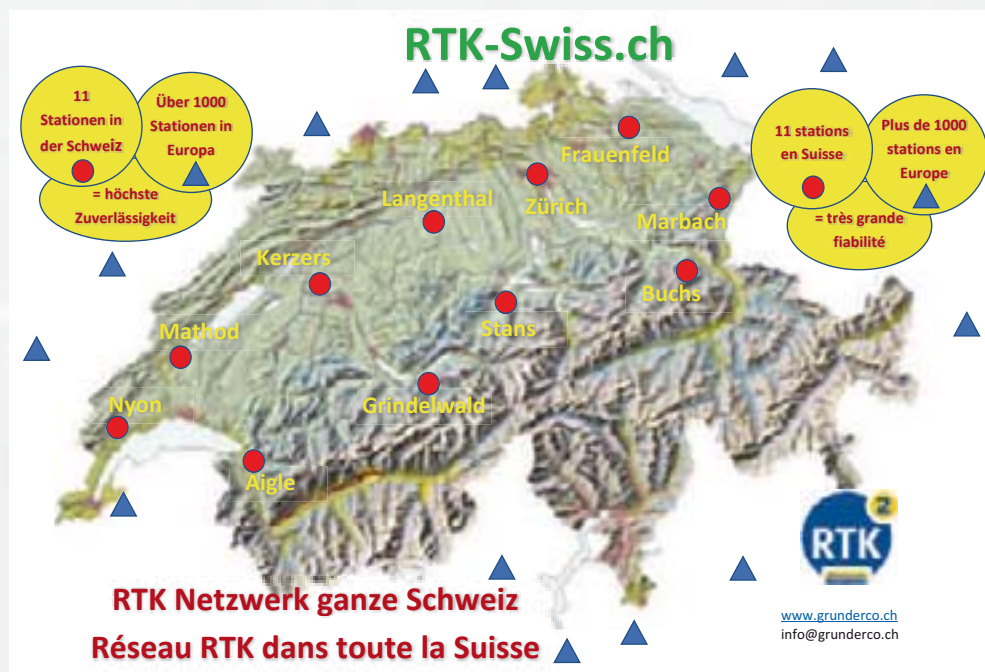 RTK-Swiss.ch
11
Stationen in
der Schweiz
Über 1000
Stationen in
Europa
= höchste
Zuverlässigkeit
11 stations
en Suisse
Plus de 1000
stations en
Europe
= très grande
fiabilité
Frauenfeld
Zürich
Langenthal
Marbach
Kerzers
Buchs
Stans
Mathod
Grindelwald
Nyon
Aigle
RTK
2
RTK Netzwerk ganze Schweiz
Réseau RTK dans toute la Suisse
www.grunderco.ch
info@grunderco.ch